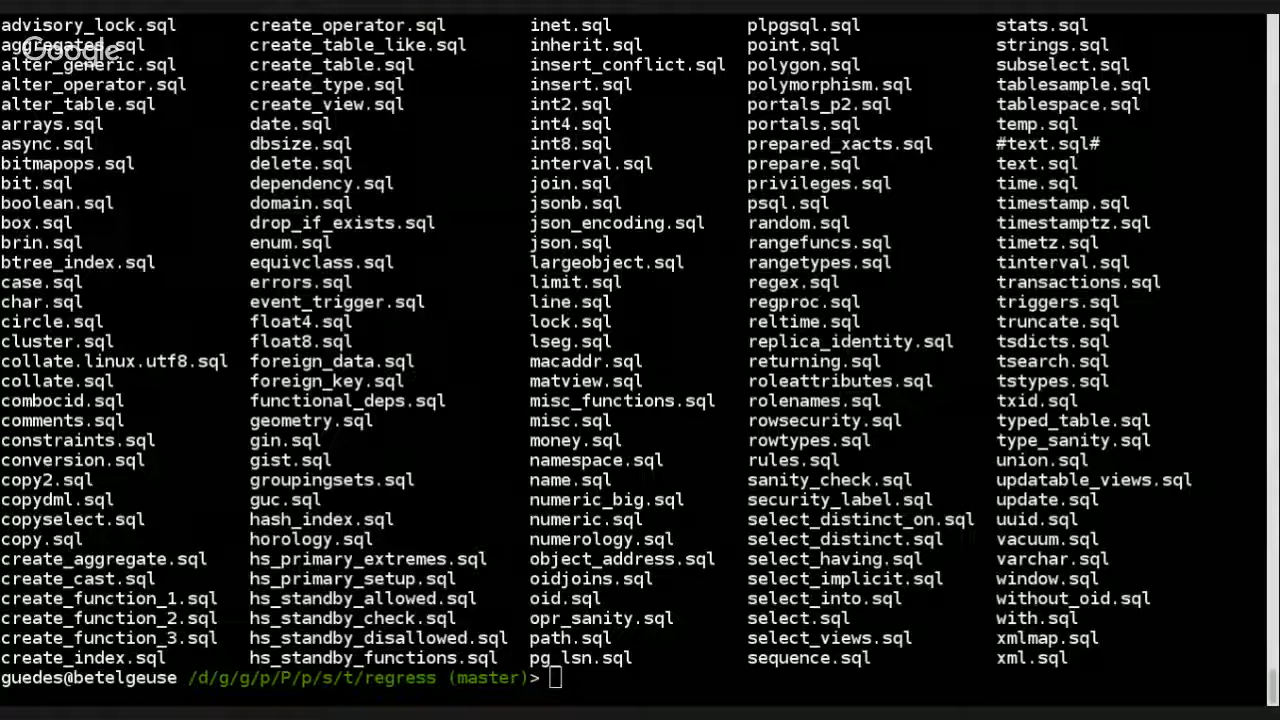 advisory_lock.sql create_operator.sql inet.sql plpgsql.sql stats.sql
aggregates.sql create_table_like.sql inherit.sql point.sql strings.sql
Google
alter_generic.sql create_table.sql insert_conflict.sql polygon.sql subselect.sql
alter_operator.sql create_type.sql insert.sql polymorphism.sql tablesample.sql
alter_table.sql create_view.sql int2.sql portals_p2.sql tablespace.sql
arrays.sql date.sql int4.sql portals.sql temp.sql
async.sql dbsize.sql int8.sql prepared_xacts.sql #text.sql#
bitmapops.sql delete.sql interval.sql prepare.sql text.sql
bit.sql dependency.sql join.sql privileges.sql time.sql
boolean.sql domain.sql jsonb.sql psql.sql timestamp.sql
box.sql drop_if_exists.sql json_encoding.sql random.sql timestamptz.sql
brin.sql enum.sql json.sql rangefuncs.sql timetz.sql
btree_index.sql equivclass.sql largeobject.sql rangetypes.sql tinterval.sql
case.sql errors.sql limit.sql regex.sql transactions.sql
char.sql event_trigger.sql line.sql regproc.sql triggers.sql
circle.sql float4.sql lock.sql reltime.sql truncate.sql
cluster.sql float8.sql lseg.sql replica_identity.sql tsdicts.sql
collate.linux.utf8.sql foreign_data.sql macaddr.sql returning.sql tsearch.sql
collate.sql foreign_key.sql matview.sql roleattributes.sql tstypes.sql
combocid.sql functional_deps.sql misc_functions.sql rolenames.sql txid.sql
comments.sql geometry.sql misc.sql rowsecurity.sql typed_table.sql
constraints.sql gin.sql money.sql rowtypes.sql type_sanity.sql
conversion.sql gist.sql namespace.sql rules.sql union.sql
copy2.sql groupingsets.sql name.sql sanity_check.sql updatable_views.sql
copydml.sql guc.sql numeric_big.sql security_label.sql update.sql
copyselect.sql hash_index.sql numeric.sql select_distinct_on.sql uuid.sql
copy.sql horology.sql numerology.sql select_distinct.sql vacuum.sql
create_aggregate.sql hs_primary_extremes.sql object_address.sql select_having.sql varchar.sql
create_cast.sql hs_primary_setup.sql oidjoins.sql select_implicit.sql window.sql
create_function_1.sql hs_standby_allowed.sql oid.sql select_into.sql without_oid.sql
create_function_2.sql hs_standby_check.sql opr_sanity.sql select.sql with.sql
create_function_3.sql hs_standby_disallowed.sql path.sql select_views.sql xmlmap.sql
create_index.sql hs_standby_functions.sql pg_lsn.sql sequence.sql xml.sql
guedes@betelgeuse /d/g/g/p/P/p/s/t/regress (master)>